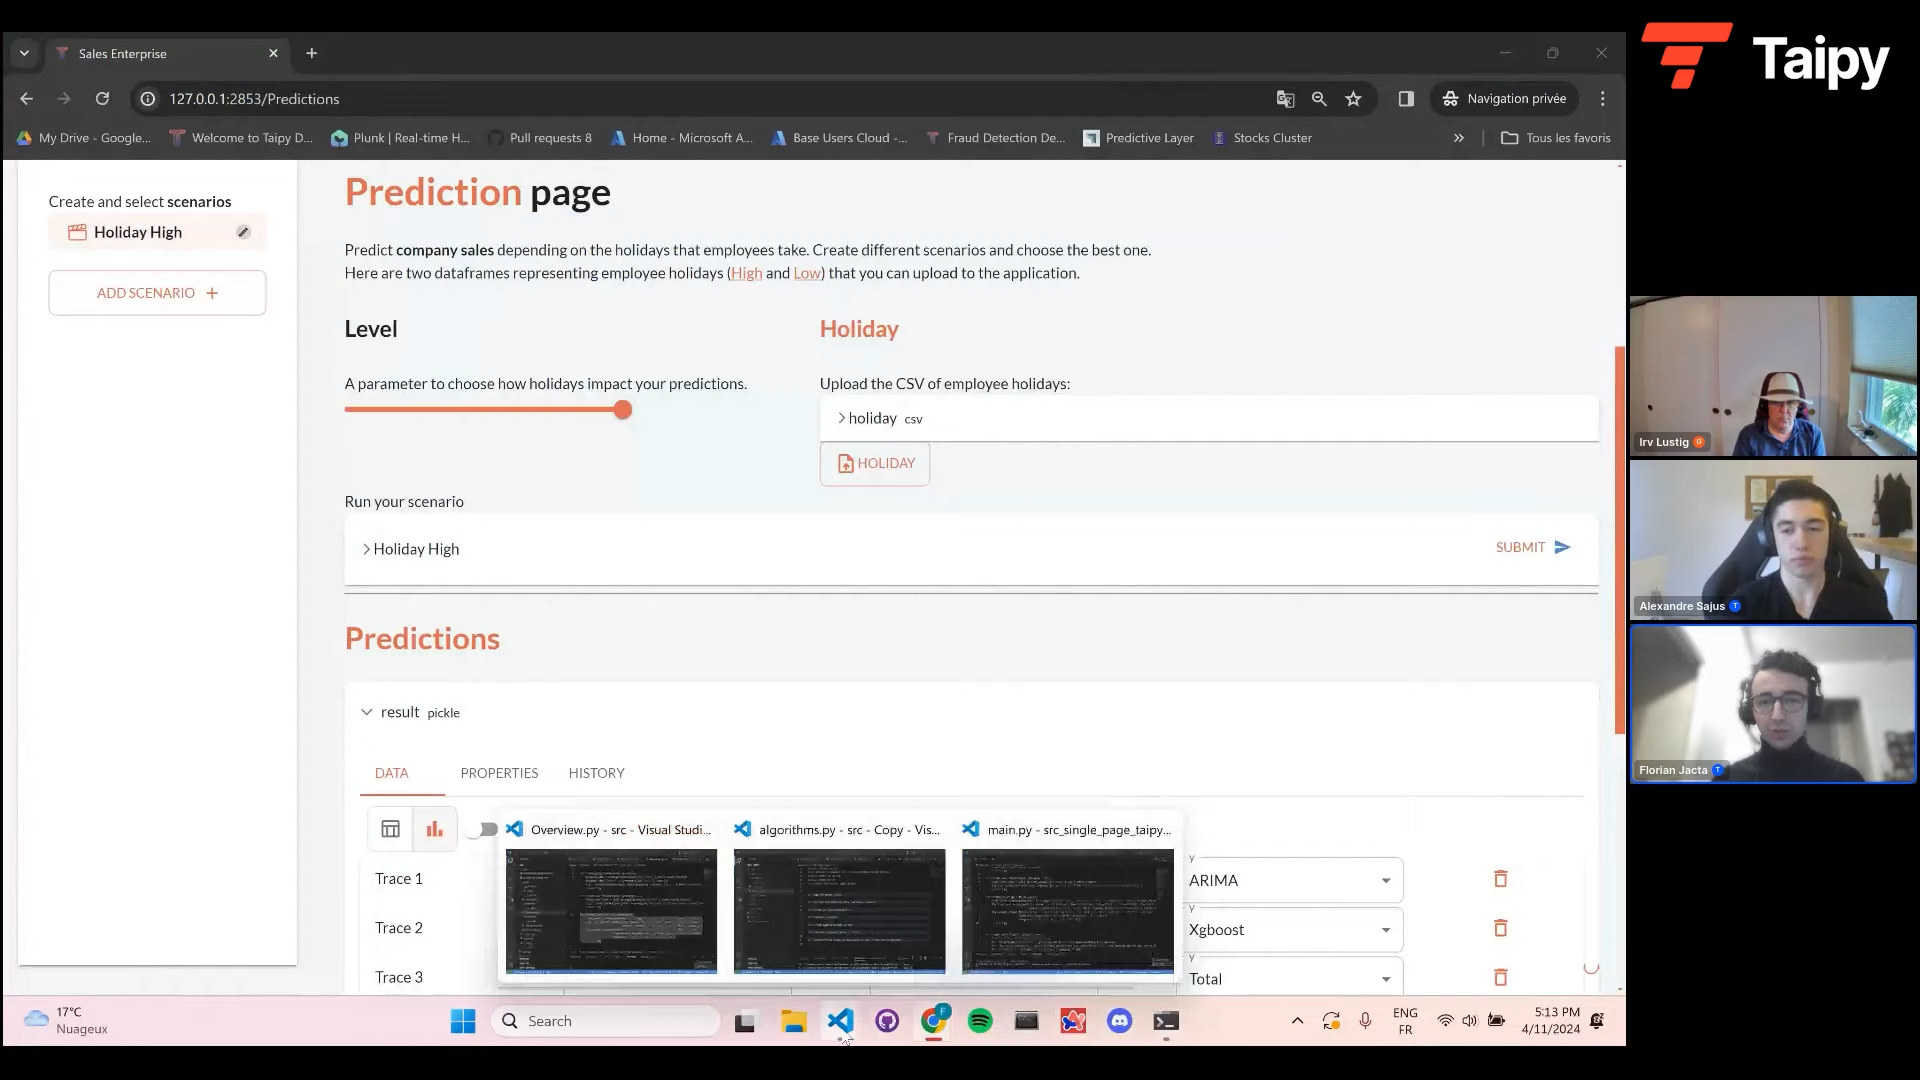 Sales Enterprise
127.0.0.1:2853/Predictions
Navigation privée
My Drive - Google...
Welcome to Taipy D...
Plunk | Real-time H...
Pull requests 8
Home - Microsoft A...
Base Users Cloud -...
Fraud Detection De...
Predictive Layer
Stocks Cluster
Tous les favoris
Taipy
Create and select scenarios
Holiday High
ADD SCENARIO +
Prediction page
Predict company sales depending on the holidays that employees take. Create different scenarios and choose the best one.
Here are two dataframes representing employee holidays (High and Low) that you can upload to the application.
Level
Holiday
A parameter to choose how holidays impact your predictions.
Upload the CSV of employee holidays:
holiday csv
HOLIDAY
Run your scenario
Holiday High
SUBMIT
Predictions
result pickle
DATA
PROPERTIES
HISTORY
Overview.py - src - Visual Studi...
algorithms.py - src - Copy - Vis...
main.py - src_single_page_taipy...
Trace 1
y
ARIMA
Trace 2
y
Xgboost
Trace 3
y
Total
Irv Lustig
Alexandre Sajus
Florian Jacta
17°C
Nuageux
Search
ENG
FR
5:13 PM
4/11/2024